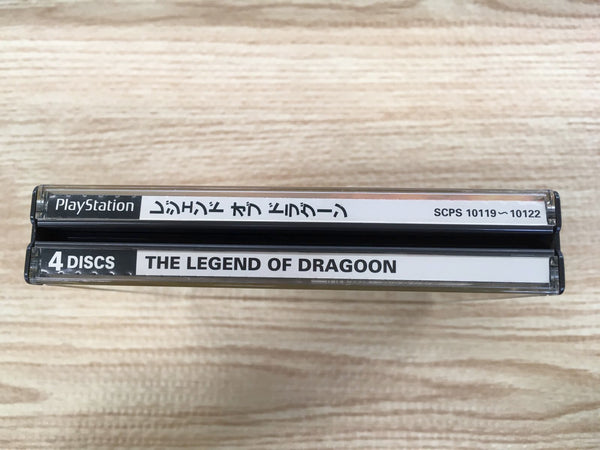 PlayStation レジェンド オブ ドラグーン SCPS 10119〜10122
4 DISCS THE LEGEND OF DRAGOON